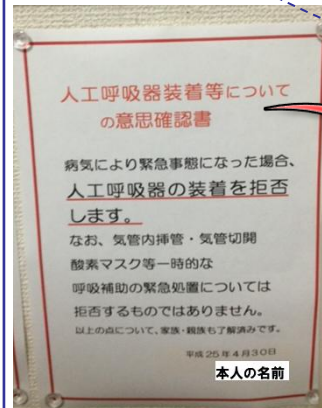 人工呼吸器装着等について
の意思確認書
病気により緊急事態になった場合、
人工呼吸器の装着を拒否
します。
なお、気管内挿管・気管切開
酸素マスク等一時的な
呼吸補助の緊急処置については
拒否するものではありません。
以上の点について、家族・親族も了解済みです。
平成25年4月30日
本人の名前